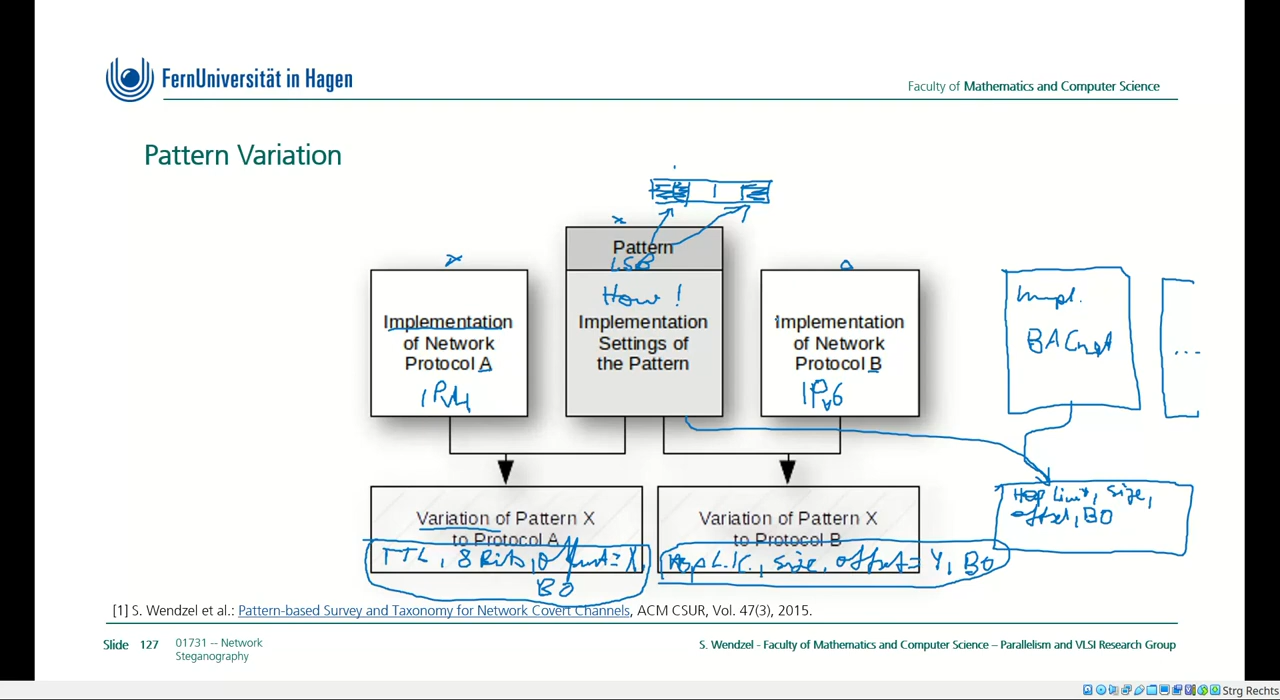 FernUniversität in Hagen
Faculty of Mathematics and Computer Science
Pattern Variation
Pattern
LSB
How !
Implementation
Settings of
the Pattern
Implementation
of Network
Protocol A
IPv4
Implementation
of Network
Protocol B
IPv6
Impl.
BACnet
...
Variation of Pattern X
to Protocol A
TTL, 8 Bits, Offset = X,
BO
Variation of Pattern X
to Protocol B
Hop L., size, offset = Y, BO
Hop Limit, size,
offset, BO
[1] S. Wendzel et al.: Pattern-based Survey and Taxonomy for Network Covert Channels, ACM CSUR, Vol. 47(3), 2015.
Slide 127
01731 -- Network
Steganography
S. Wendzel - Faculty of Mathematics and Computer Science – Parallelism and VLSI Research Group
Strg Rechts